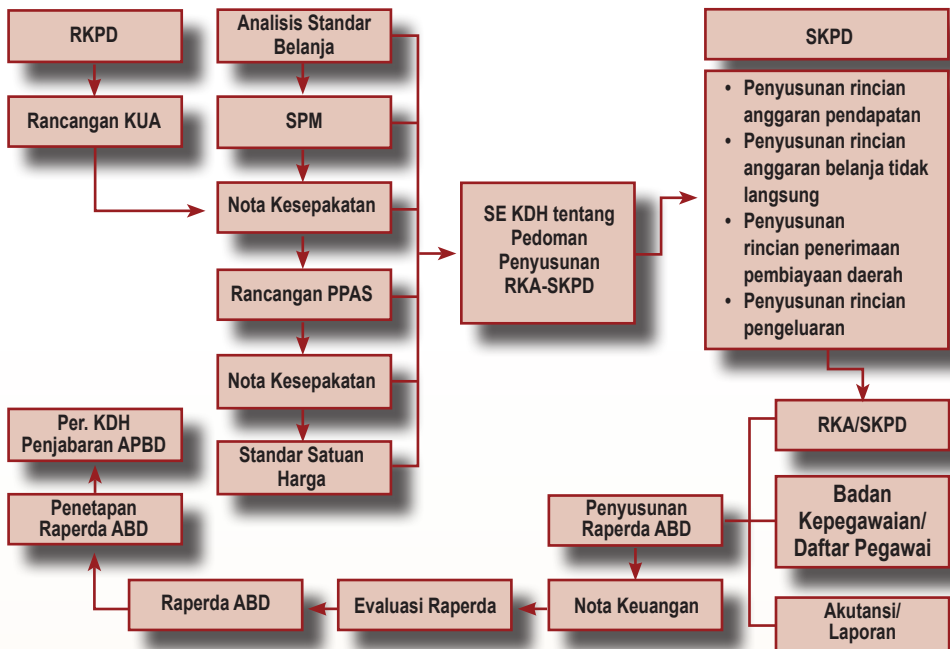 RKPD
Rancangan KUA
Analisis Standar
Belanja
SPM
Nota Kesepakatan
Rancangan PPAS
Nota Kesepakatan
Standar Satuan
Harga
SE KDH tentang
Pedoman
Penyusunan
RKA-SKPD
SKPD
• Penyusunan rincian
anggaran pendapatan
• Penyusunan rincian
anggaran belanja tidak
langsung
• Penyusunan
rincian penerimaan
pembiayaan daerah
• Penyusunan rincian
pengeluaran
RKA/SKPD
Badan
Kepegawaian/
Daftar Pegawai
Akutansi/
Laporan
Penyusunan
Raperda ABD
Nota Keuangan
Evaluasi Raperda
Raperda ABD
Penetapan
Raperda ABD
Per. KDH
Penjabaran APBD